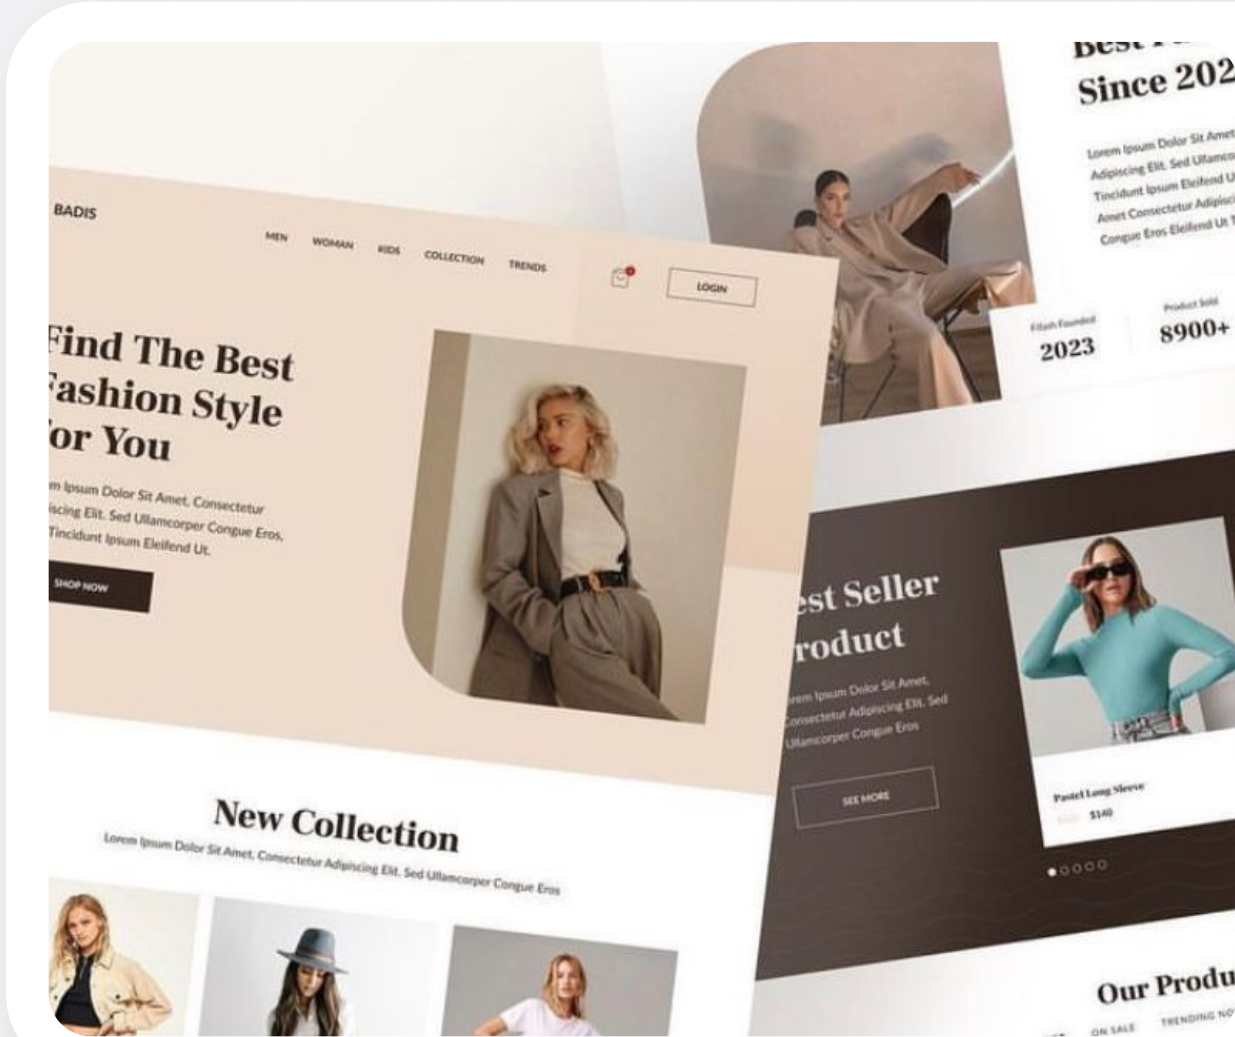 BADIS
MEN WOMAN KIDS COLLECTION TRENDS
LOGIN
Find The Best
Fashion Style
For You
Ipsum Dolor Sit Amet, Consectetur
Elit. Sed Ullamcorper Congue Eros,
Tincidunt Ipsum Eleifend Ut.
SHOP NOW
New Collection
Lorem Ipsum Dolor Sit Amet, Consectetur Adipiscing Elit. Sed Ullamcorper Congue Eros
Since 202
Lorem Ipsum Dolor Sit Amet
Adipiscing Elit. Sed Ullamco
Tincidunt Ipsum Eleifend U
Amet Consectetur Adipisci
Congue Eros Eleifend Ut T
Founded
2023
Product Sold
8900+
est Seller
roduct
orem Ipsum Dolor Sit Amet,
Consectetur Adipiscing Elit. Sed
Ullamcorper Congue Eros
SEE MORE
Pastel Long Sleeve
$140
Our Produ
ON SALE TRENDING NO